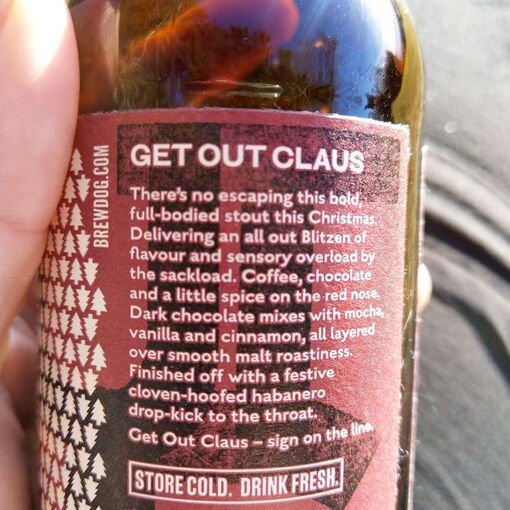 GET OUT CLAUS
There's no escaping this bold,
full-bodied stout this Christmas.
Delivering an all out Blitzen of
flavour and sensory overload by
the sackload. Coffee, chocolate
and a little spice on the red nose.
Dark chocolate mixes with mocha,
vanilla and cinnamon, all layered
over smooth malt roastiness.
Finished off with a festive
cloven-hoofed habanero
drop-kick to the throat.
Get Out Claus – sign on the line.
STORE COLD. DRINK FRESH.
BREWDOG.COM